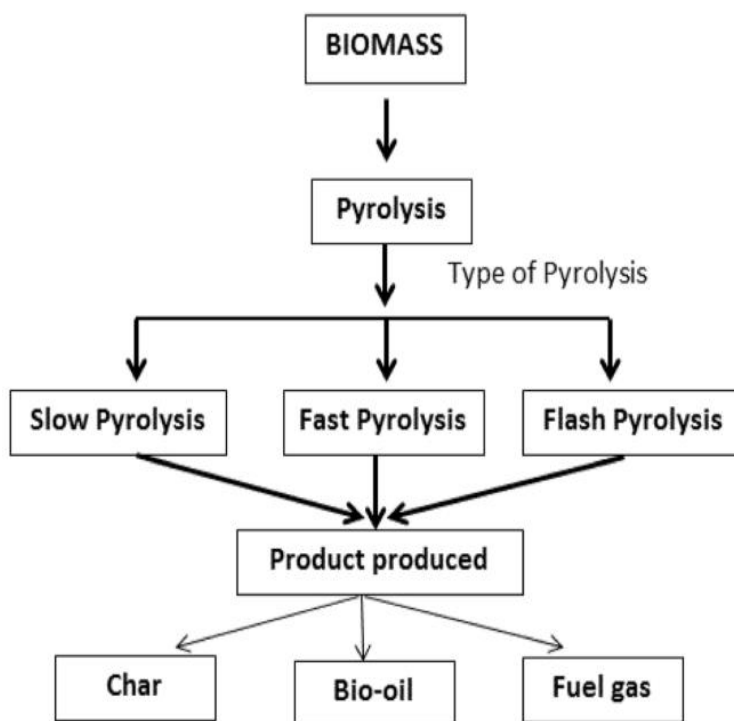 BIOMASS
Pyrolysis
Type of Pyrolysis
Slow Pyrolysis
Fast Pyrolysis
Flash Pyrolysis
Product produced
Char
Bio-oil
Fuel gas